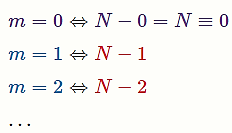 m = 0 ⇔ N − 0 = N ≡ 0
m = 1 ⇔ N − 1
m = 2 ⇔ N − 2
...